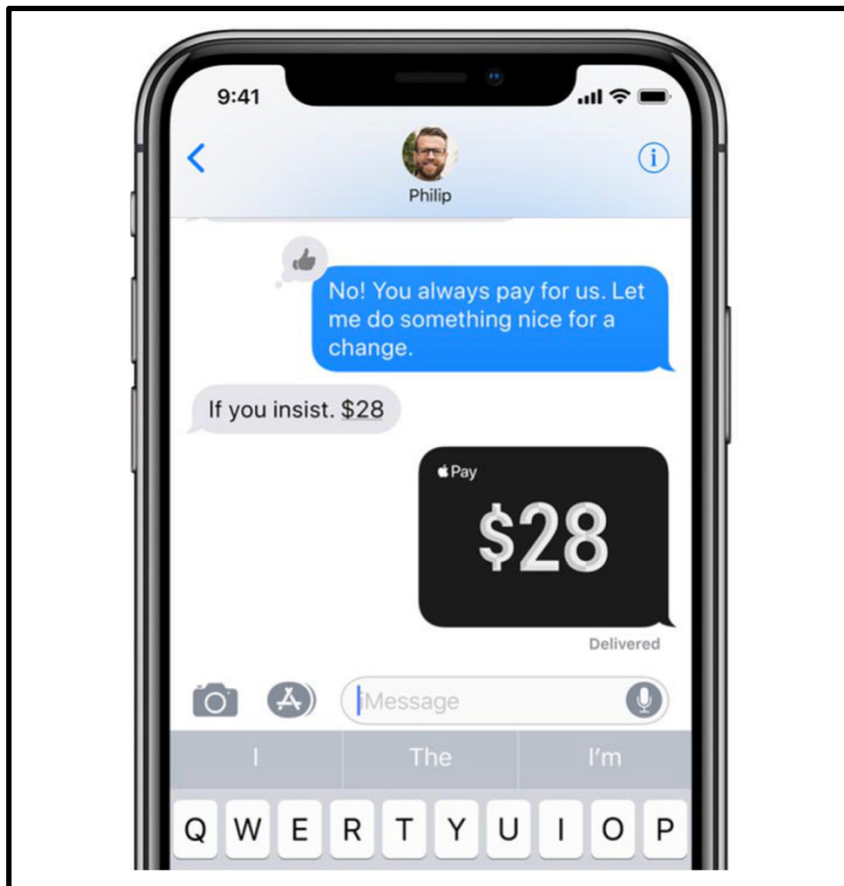 9:41
Philip
No! You always pay for us. Let
me do something nice for a
change.
If you insist. $28
Pay
$28
Delivered
iMessage
I
The
I'm
Q W E R T Y U I O P